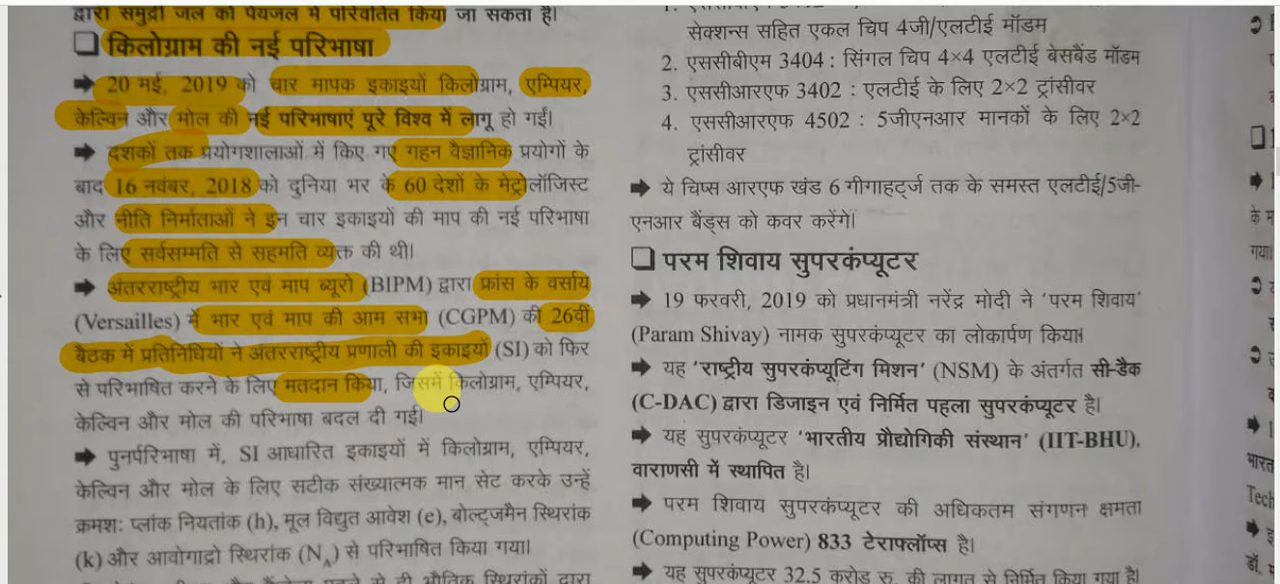 द्वारा समुद्री जल को पेयजल में परिवर्तित किया जा सकता है।
❑ किलोग्राम की नई परिभाषा
➡ 20 मई, 2019 को चार मापक इकाइयों किलोग्राम, एम्पियर,
केल्विन और मोल की नई परिभाषाएं पूरे विश्व में लागू हो गईं।
➡ दशकों तक प्रयोगशालाओं में किए गए गहन वैज्ञानिक प्रयोगों के
बाद 16 नवंबर, 2018 को दुनिया भर के 60 देशों के मेट्रोलॉजिस्ट
और नीति निर्माताओं ने इन चार इकाइयों की माप की नई परिभाषा
के लिए सर्वसम्मति से सहमति व्यक्त की थी।
➡ अंतरराष्ट्रीय भार एवं माप ब्यूरो (BIPM) द्वारा फ्रांस के वर्साय
(Versailles) में भार एवं माप की आम सभा (CGPM) की 26वीं
बैठक में प्रतिनिधियों ने अंतरराष्ट्रीय प्रणाली की इकाइयों (SI) को फिर
से परिभाषित करने के लिए मतदान किया, जिसमें किलोग्राम, एम्पियर,
केल्विन और मोल की परिभाषा बदल दी गई।
➡ पुनर्परिभाषा में, SI आधारित इकाइयों में किलोग्राम, एम्पियर,
केल्विन और मोल के लिए सटीक संख्यात्मक मान सेट करके उन्हें
क्रमशः प्लांक नियतांक (h), मूल विद्युत आवेश (e), बोल्ट्जमैन स्थिरांक
(k) और आवोगाद्रो स्थिरांक (N_A) से परिभाषित किया गया।
सेक्शन्स सहित एकल चिप 4जी/एलटीई मॉडम
2. एससीबीएम 3404 : सिंगल चिप 4×4 एलटीई बेसबैंड मॉडम
3. एससीआरएफ 3402 : एलटीई के लिए 2×2 ट्रांसीवर
4. एससीआरएफ 4502 : 5जीएनआर मानकों के लिए 2×2
ट्रांसीवर
➡ ये चिप्स आरएफ खंड 6 गीगाहर्ट्ज तक के समस्त एलटीई/5जी-
एनआर बैंड्स को कवर करेंगे।
❑ परम शिवाय सुपरकंप्यूटर
➡ 19 फरवरी, 2019 को प्रधानमंत्री नरेंद्र मोदी ने 'परम शिवाय'
(Param Shivay) नामक सुपरकंप्यूटर का लोकार्पण किया।
➡ यह 'राष्ट्रीय सुपरकंप्यूटिंग मिशन' (NSM) के अंतर्गत सी-डैक
(C-DAC) द्वारा डिजाइन एवं निर्मित पहला सुपरकंप्यूटर है।
➡ यह सुपरकंप्यूटर 'भारतीय प्रौद्योगिकी संस्थान' (IIT-BHU),
वाराणसी में स्थापित है।
➡ परम शिवाय सुपरकंप्यूटर की अधिकतम संगणन क्षमता
(Computing Power) 833 टेराफ्लॉप्स है।
➡ यह सुपरकंप्यूटर 32.5 करोड़ रु. की लागत से निर्मित किया गया है।
के
गया।
भारत
Tech